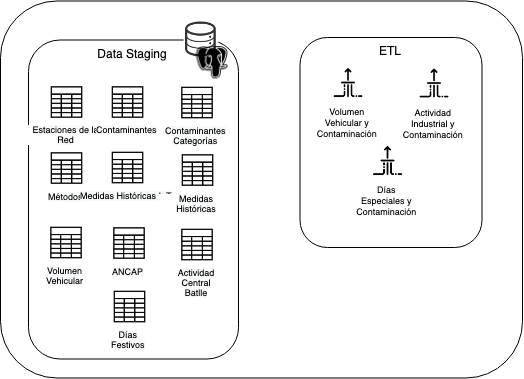 Data Staging
Estaciones de la
Red
Contaminantes
Contaminantes
Categorías
Métodos
Medidas Históricas
Medidas
Históricas
Volumen
Vehicular
ANCAP
Actividad
Central
Batlle
Días
Festivos
ETL
Volumen
Vehicular y
Contaminación
Actividad
Industrial y
Contaminación
Días
Especiales y
Contaminación